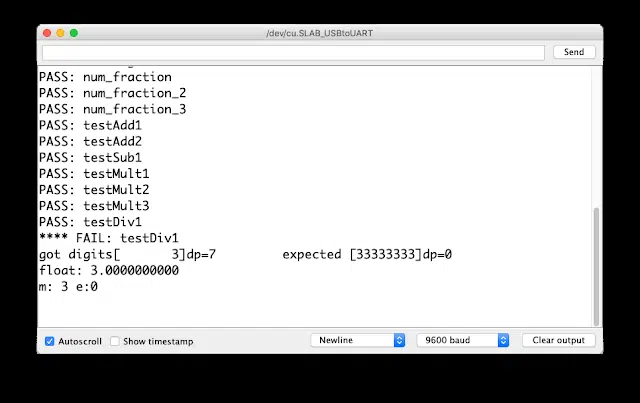 /dev/cu.SLAB_USBtoUART
Send
PASS: num_fraction
PASS: num_fraction_2
PASS: num_fraction_3
PASS: testAdd1
PASS: testAdd2
PASS: testSub1
PASS: testMult1
PASS: testMult2
PASS: testMult3
PASS: testDiv1
**** FAIL: testDiv1
got digits[       3]dp=7         expected [33333333]dp=0
float: 3.0000000000
m: 3 e:0
Autoscroll Show timestamp Newline 9600 baud Clear output